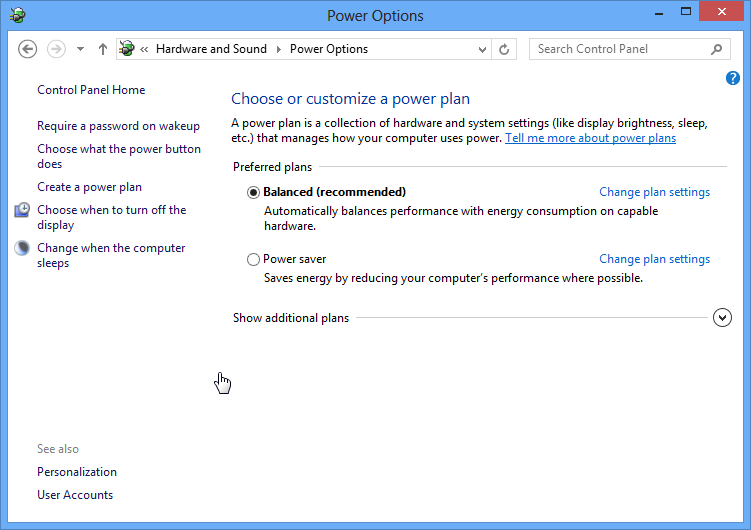 Power Options
« Hardware and Sound ▸ Power Options
Search Control Panel
Control Panel Home
Require a password on wakeup
Choose what the power button
does
Create a power plan
Choose when to turn off the
display
Change when the computer
sleeps
See also
Personalization
User Accounts
?
Choose or customize a power plan
A power plan is a collection of hardware and system settings (like display brightness, sleep,
etc.) that manages how your computer uses power. Tell me more about power plans
Preferred plans
Balanced (recommended) Change plan settings
Automatically balances performance with energy consumption on capable
hardware.
Power saver Change plan settings
Saves energy by reducing your computer's performance where possible.
Show additional plans